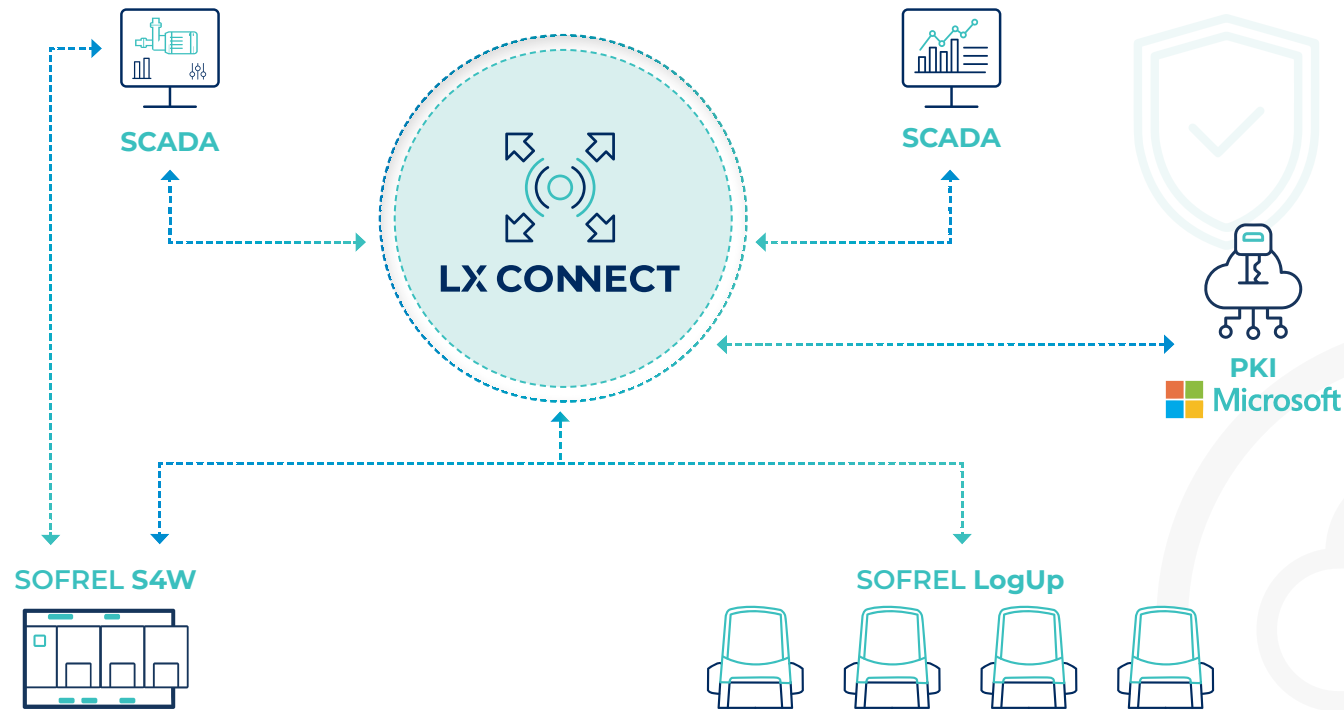 SCADA
SCADA
LX CONNECT
PKI
Microsoft
SOFREL S4W
SOFREL LogUp